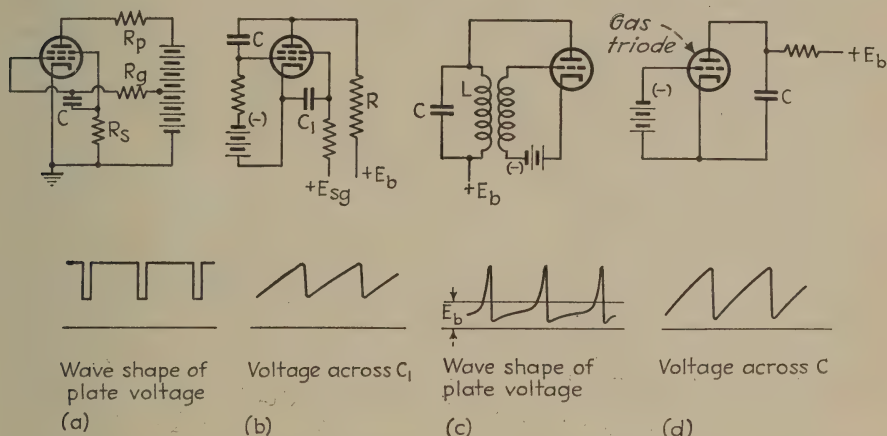 Rp
Rg
C
Rs
C
(-)
C1
R
+Esg
+Eb
C
L
(-)
+Eb
Gas
triode
(-)
C
+Eb
Wave shape of
plate voltage
(a)
Voltage across C1
(b)
Eb
Wave shape of
plate voltage
(c)
Voltage across C
(d)